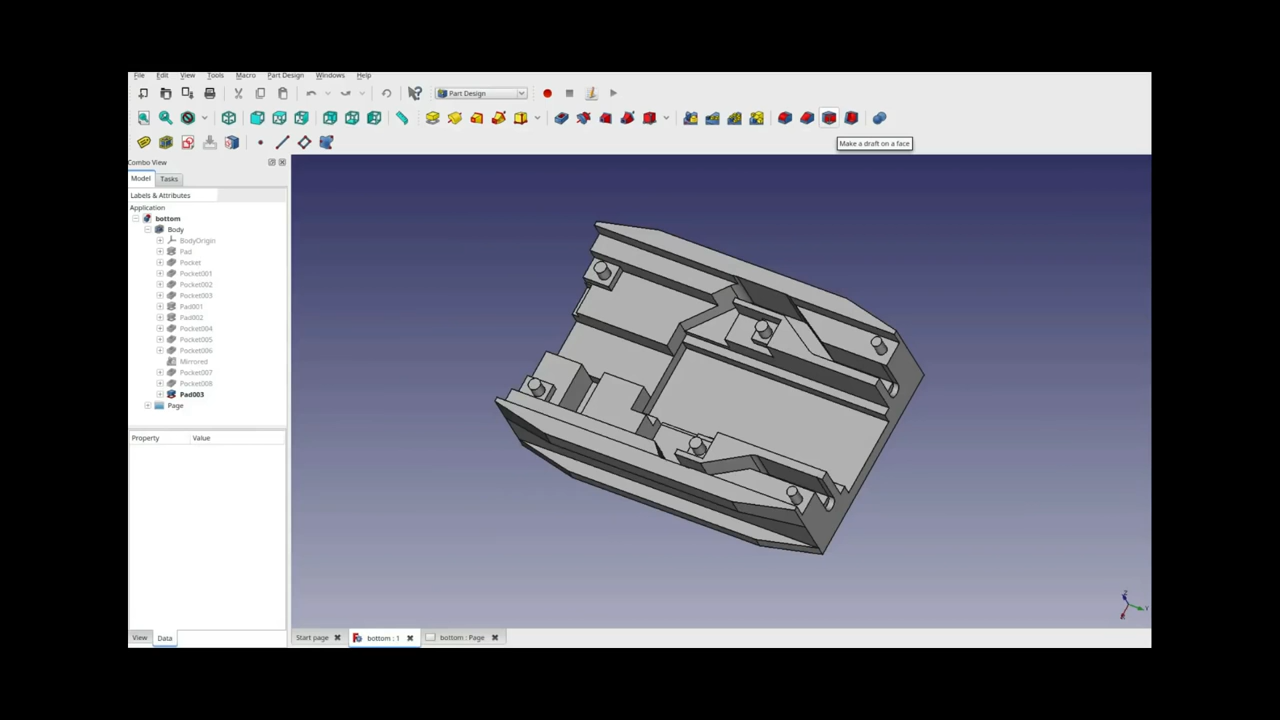 File Edit View Tools Macro Part Design Windows Help
Part Design
Make a draft on a face
Combo View
Model Tasks
Labels & Attributes
Application
bottom
Body
BodyOrigin
Pad
Pocket
Pocket001
Pocket002
Pocket003
Pad001
Pad002
Pocket004
Pocket005
Pocket006
Mirrored
Pocket007
Pocket008
Pad003
Page
Property Value
View Data
Start page bottom : 1 bottom : Page